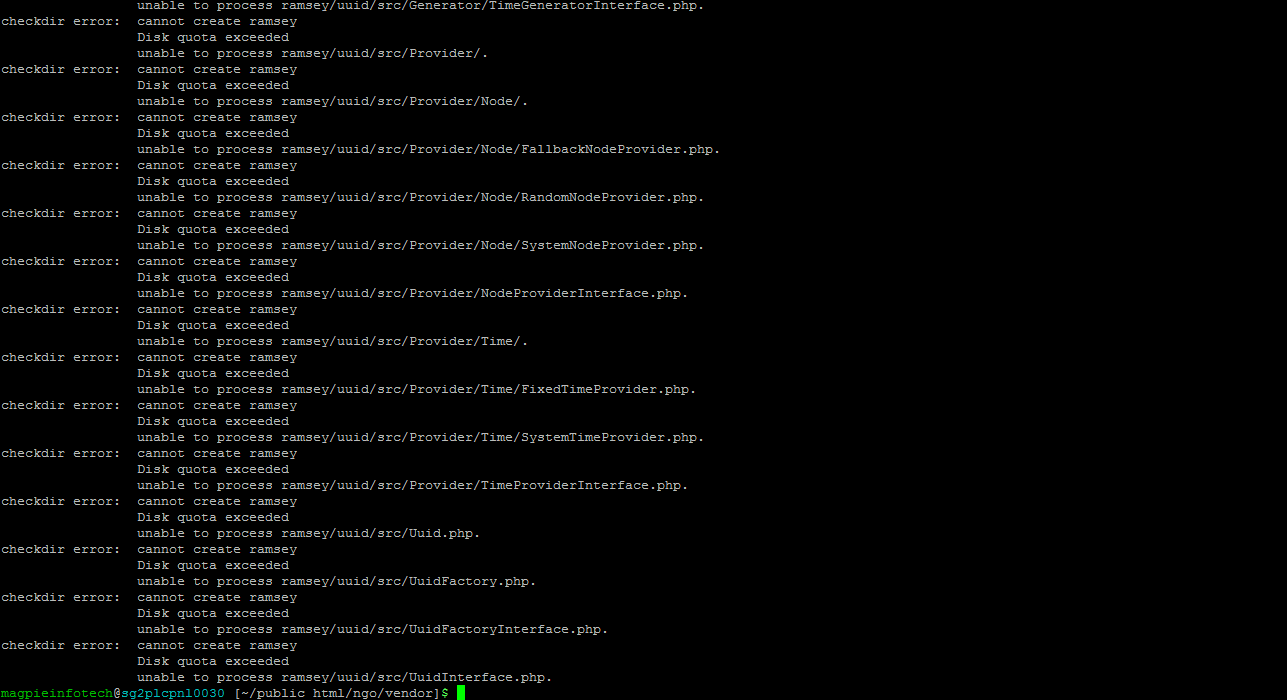 unable to process ramsey/uuid/src/Generator/TimeGeneratorInterface.php.
checkdir error:  cannot create ramsey
Disk quota exceeded
unable to process ramsey/uuid/src/Provider/.
checkdir error:  cannot create ramsey
Disk quota exceeded
unable to process ramsey/uuid/src/Provider/Node/.
checkdir error:  cannot create ramsey
Disk quota exceeded
unable to process ramsey/uuid/src/Provider/Node/FallbackNodeProvider.php.
checkdir error:  cannot create ramsey
Disk quota exceeded
unable to process ramsey/uuid/src/Provider/Node/RandomNodeProvider.php.
checkdir error:  cannot create ramsey
Disk quota exceeded
unable to process ramsey/uuid/src/Provider/Node/SystemNodeProvider.php.
checkdir error:  cannot create ramsey
Disk quota exceeded
unable to process ramsey/uuid/src/Provider/NodeProviderInterface.php.
checkdir error:  cannot create ramsey
Disk quota exceeded
unable to process ramsey/uuid/src/Provider/Time/.
checkdir error:  cannot create ramsey
Disk quota exceeded
unable to process ramsey/uuid/src/Provider/Time/FixedTimeProvider.php.
checkdir error:  cannot create ramsey
Disk quota exceeded
unable to process ramsey/uuid/src/Provider/Time/SystemTimeProvider.php.
checkdir error:  cannot create ramsey
Disk quota exceeded
unable to process ramsey/uuid/src/Provider/TimeProviderInterface.php.
checkdir error:  cannot create ramsey
Disk quota exceeded
unable to process ramsey/uuid/src/Uuid.php.
checkdir error:  cannot create ramsey
Disk quota exceeded
unable to process ramsey/uuid/src/UuidFactory.php.
checkdir error:  cannot create ramsey
Disk quota exceeded
unable to process ramsey/uuid/src/UuidFactoryInterface.php.
checkdir error:  cannot create ramsey
Disk quota exceeded
unable to process ramsey/uuid/src/UuidInterface.php.
magpieinfotech@sg2plcpnl0030 [~/public_html/ngo/vendor]$